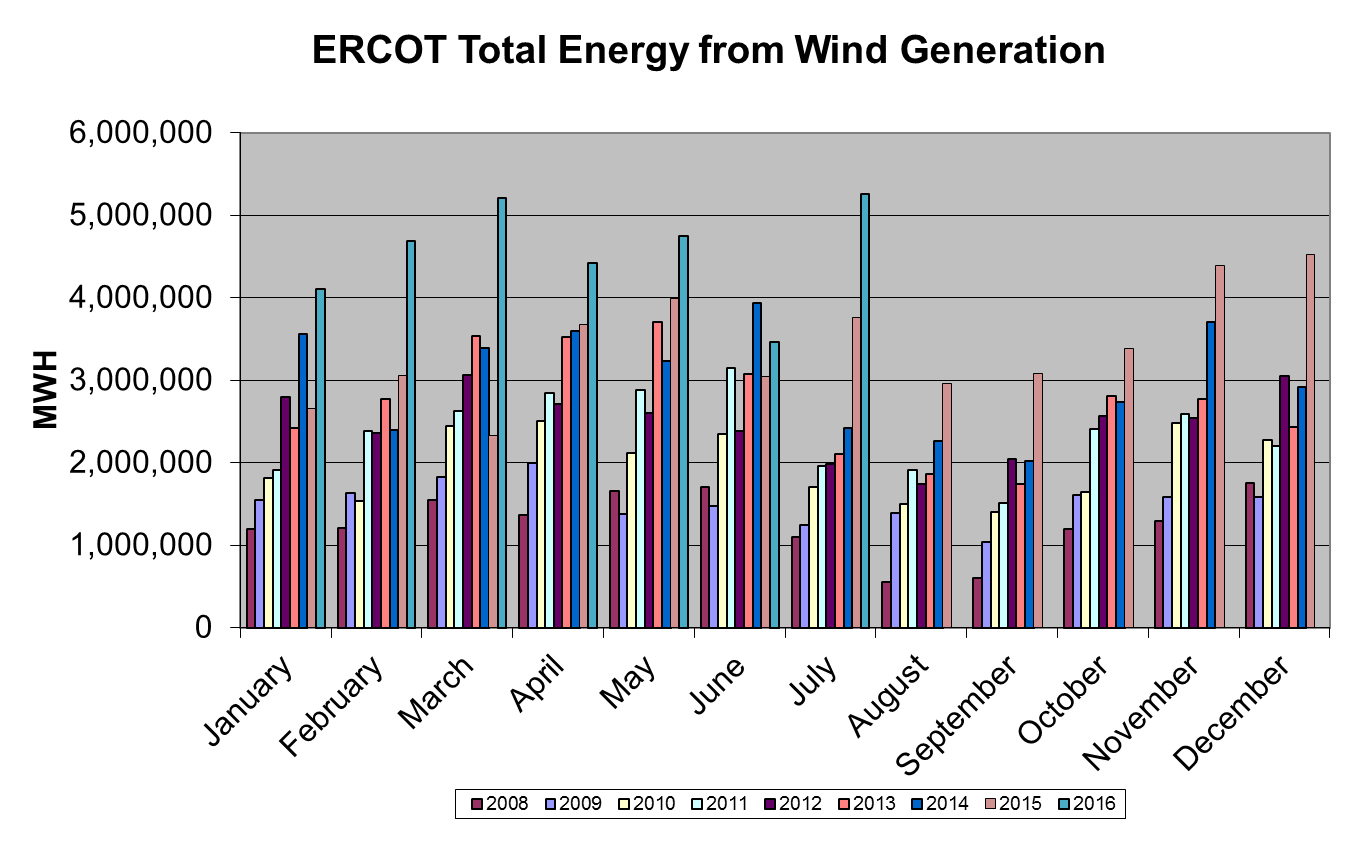 ERCOT Total Energy from Wind Generation
6,000,000
5,000,000
4,000,000
3,000,000
2,000,000
1,000,000
0
MWH
January
February
March
April
May
June
July
August
September
October
November
December
2008 2009 2010 2011 2012 2013 2014 2015 2016